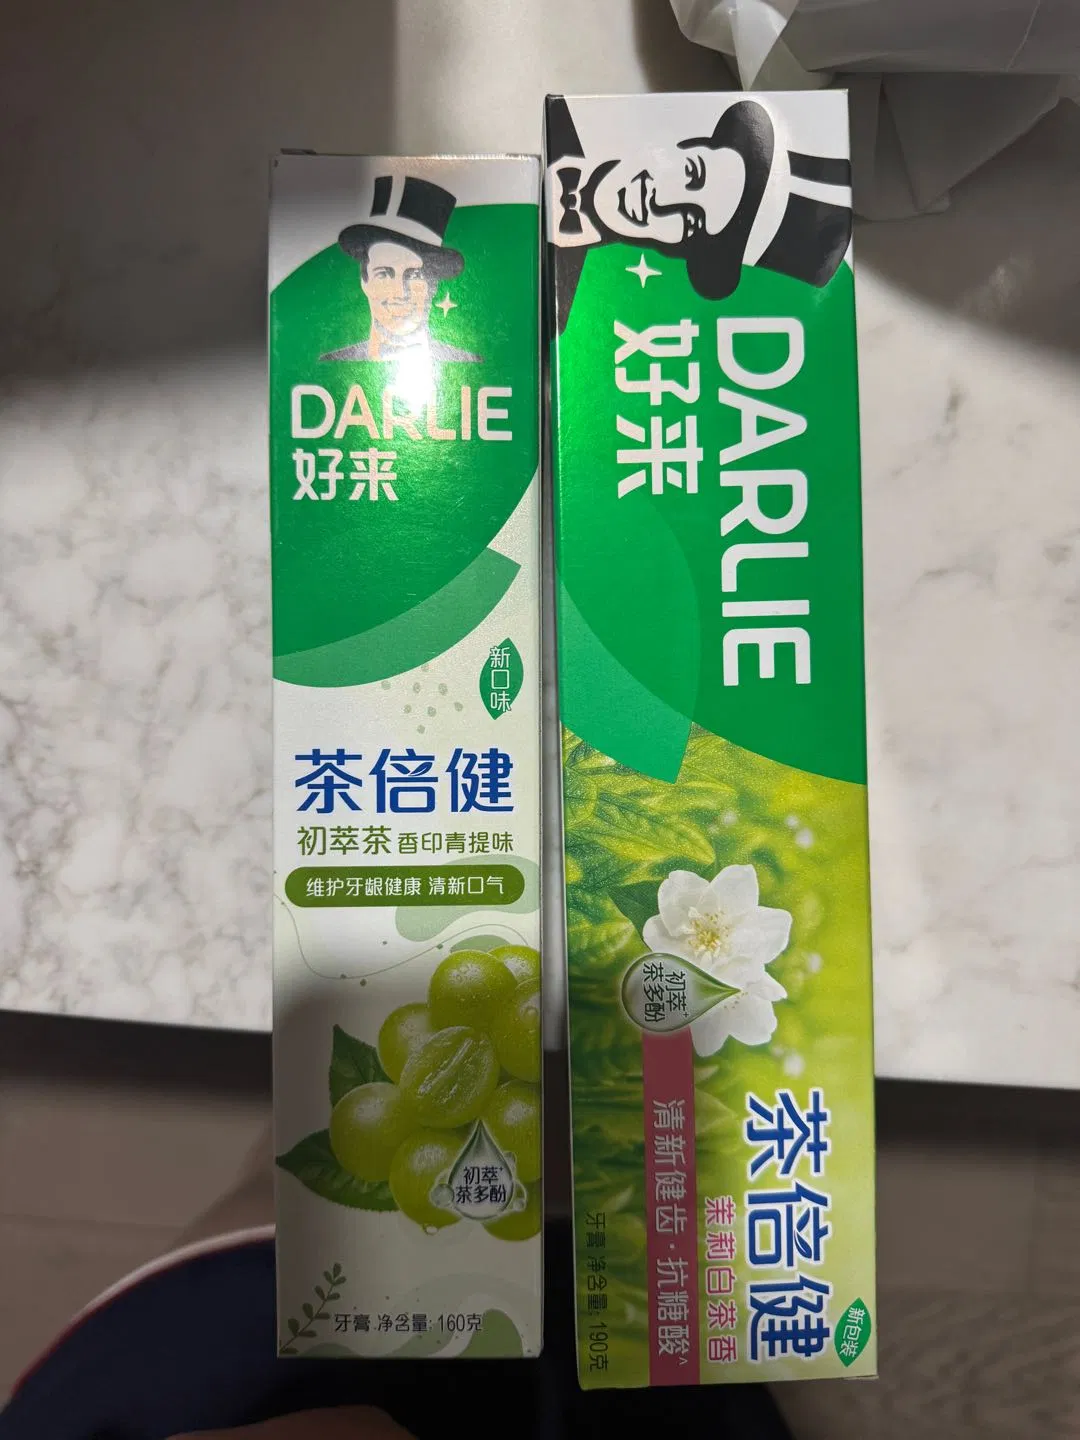 DARLIE
好来
新口味
茶倍健
初萃茶 香印青提味
维护牙龈健康 清新口气
初萃+
茶多酚
牙膏 净含量: 160克
DARLIE
好来
初萃+
茶多酚
茶倍健
茉莉白茶香
清新健齿·抗糖酸^
新包装
牙膏 净含量: 190克